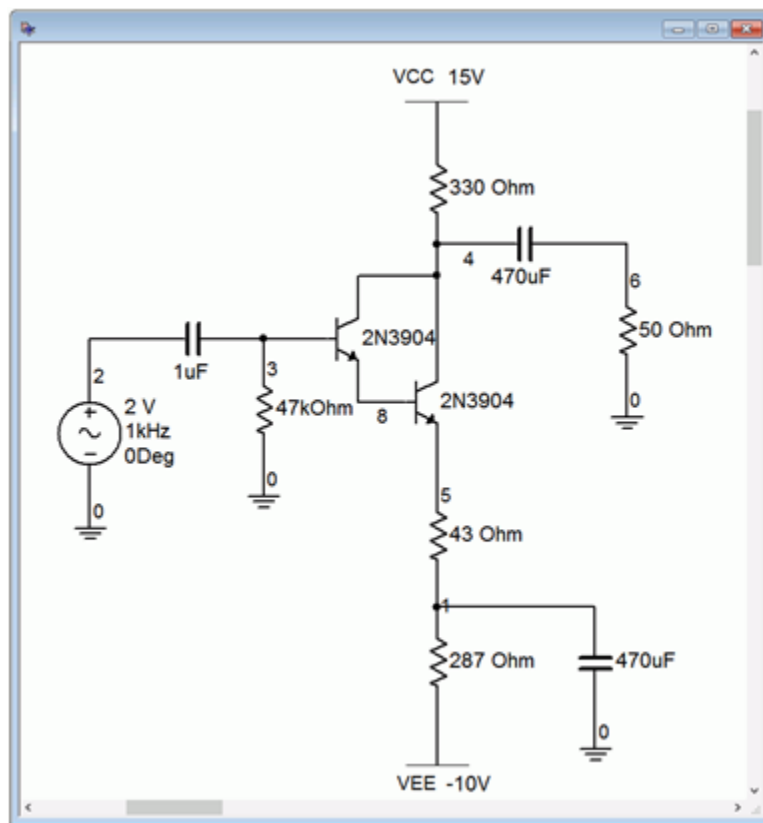 VCC 15V
330 Ohm
4
470uF
6
50 Ohm
0
2N3904
1uF
3
2
47kOhm
8
2N3904
2 V
1kHz
0Deg
0
0
5
43 Ohm
1
287 Ohm
470uF
0
VEE -10V